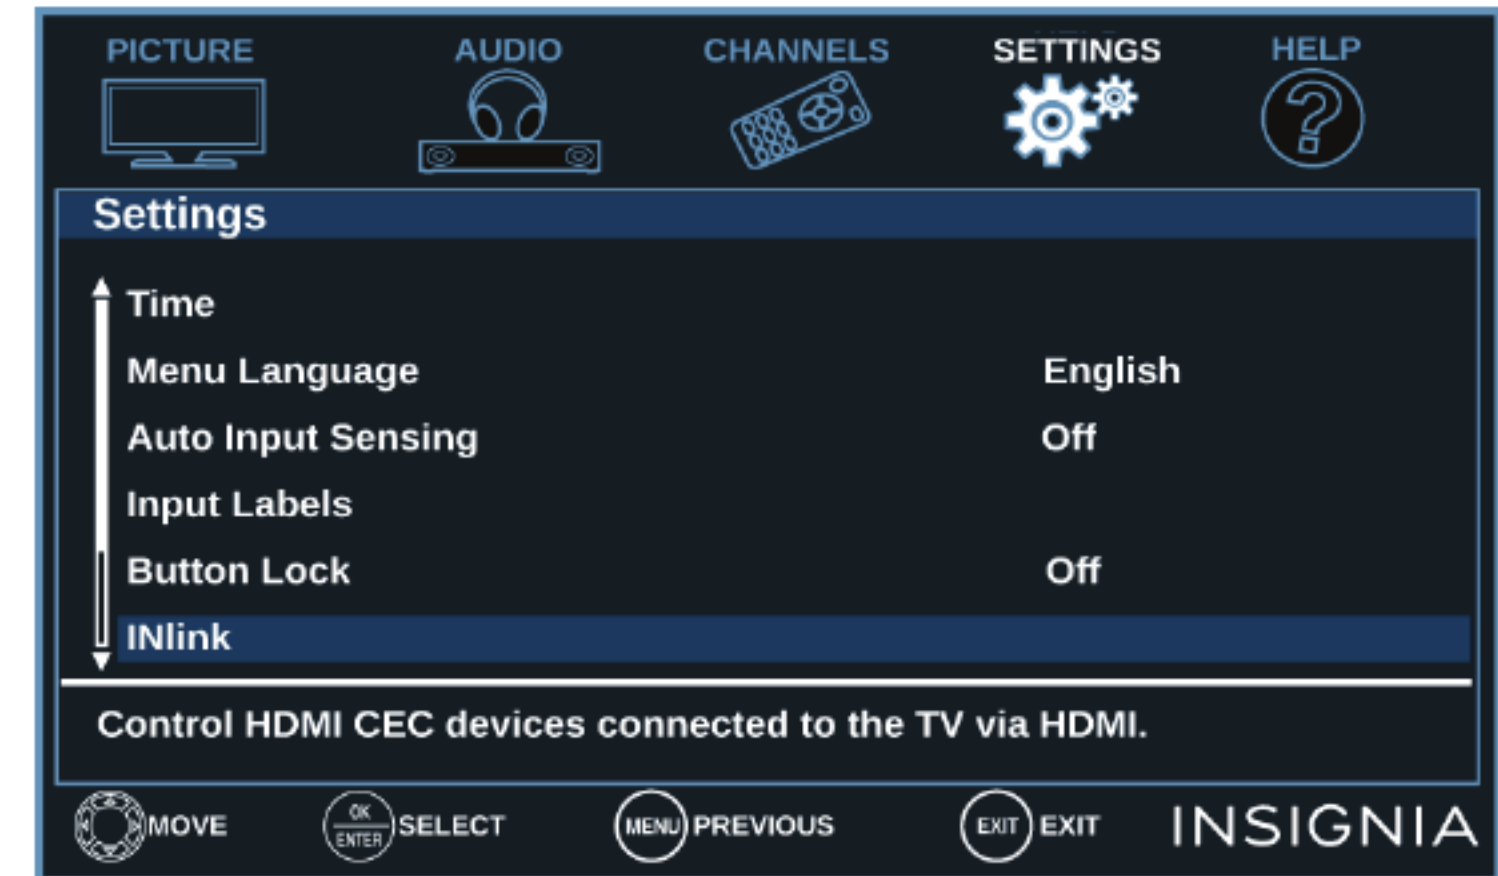 PICTURE AUDIO CHANNELS SETTINGS HELP
Settings
Time
Menu Language English
Auto Input Sensing Off
Input Labels
Button Lock Off
INlink
Control HDMI CEC devices connected to the TV via HDMI.
MOVE OK ENTER SELECT MENU PREVIOUS EXIT EXIT INSIGNIA